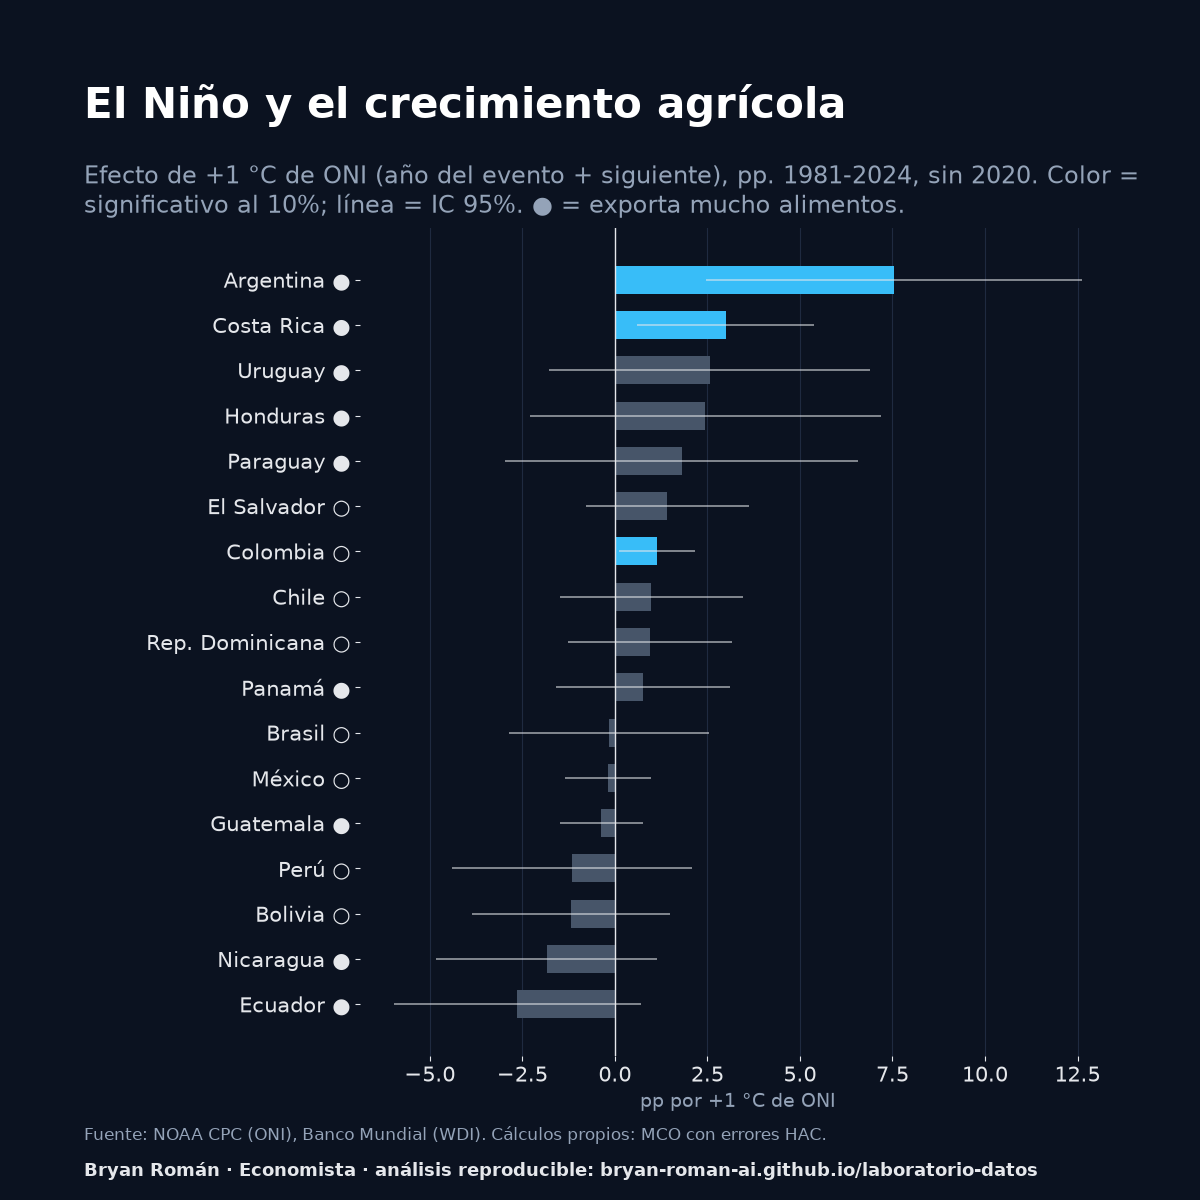 El Niño y el crecimiento agrícola
Efecto de +1 °C de ONI (año del evento + siguiente), pp. 1981-2024, sin 2020. Color =
significativo al 10%; línea = IC 95%. ● = exporta mucho alimentos.
Argentina ●
Costa Rica ●
Uruguay ●
Honduras ●
Paraguay ●
El Salvador ○
Colombia ○
Chile ○
Rep. Dominicana ○
Panamá ●
Brasil ○
México ○
Guatemala ●
Perú ○
Bolivia ○
Nicaragua ●
Ecuador ●
−5.0 −2.5 0.0 2.5 5.0 7.5 10.0 12.5
pp por +1 °C de ONI
Fuente: NOAA CPC (ONI), Banco Mundial (WDI). Cálculos propios: MCO con errores HAC.
Bryan Román · Economista · análisis reproducible: bryan-roman-ai.github.io/laboratorio-datos